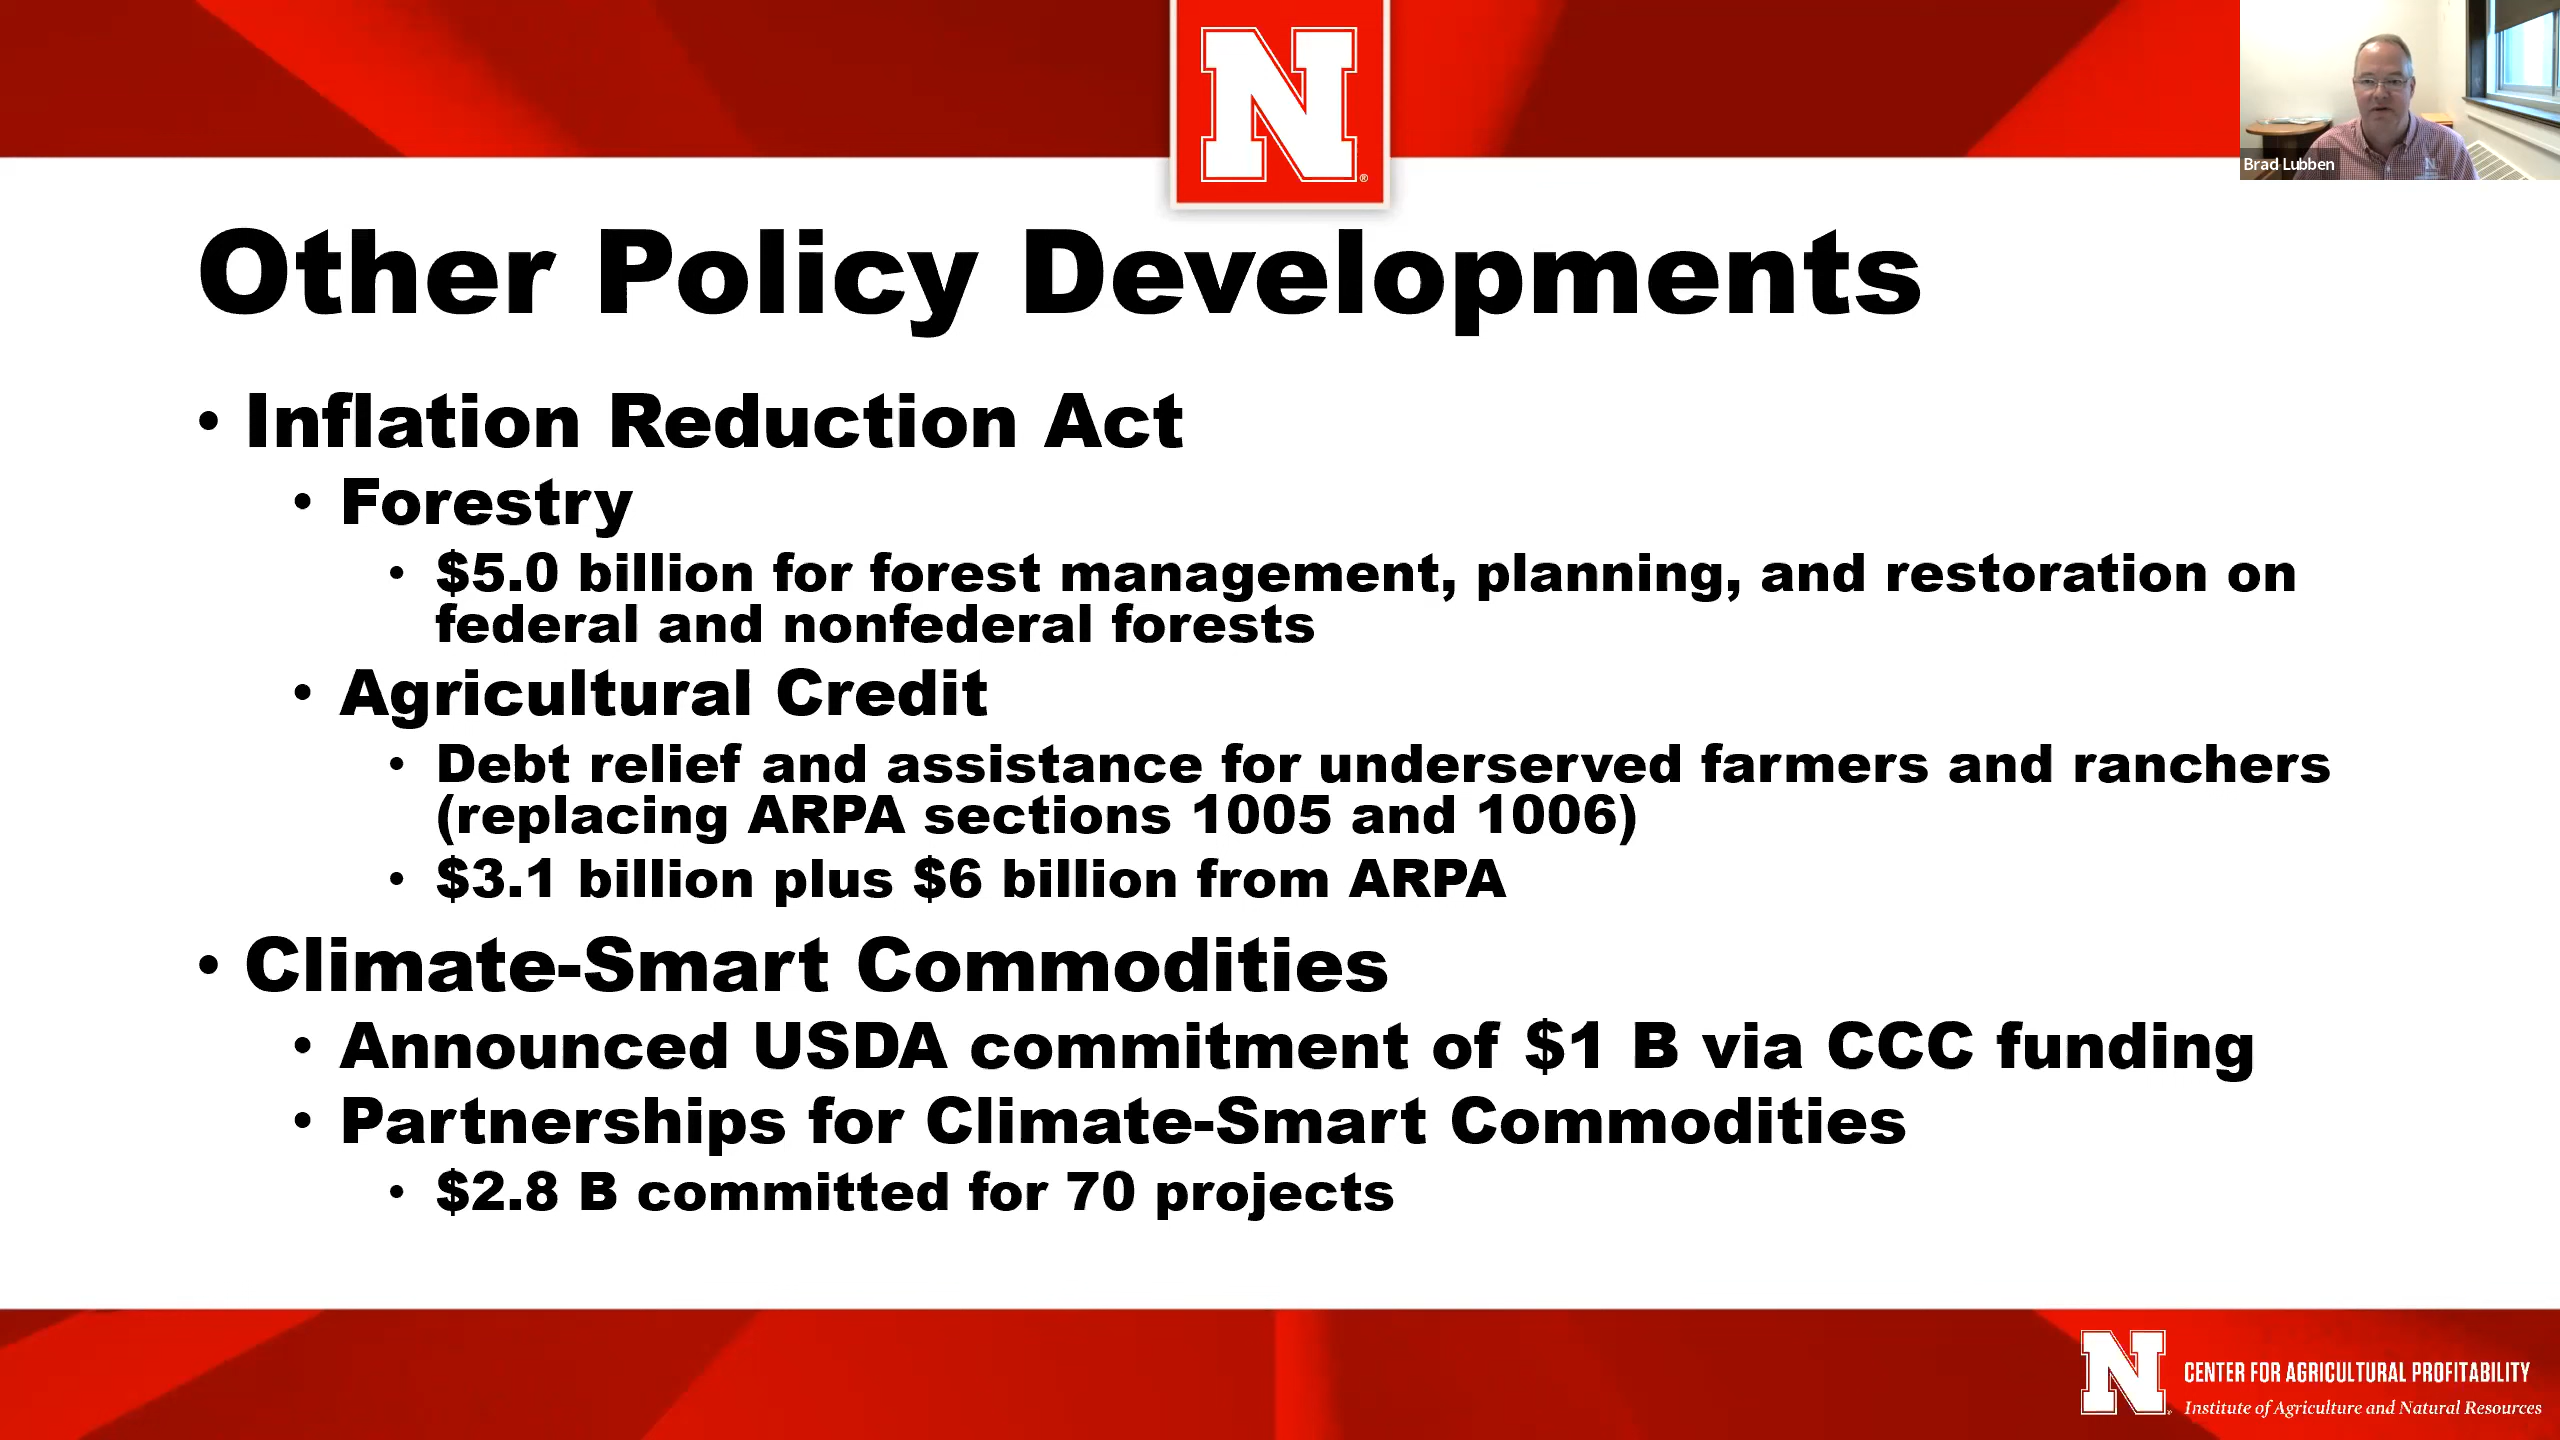 N
Brad Lubben
Other Policy Developments
• Inflation Reduction Act
• Forestry
• $5.0 billion for forest management, planning, and restoration on
federal and nonfederal forests
• Agricultural Credit
• Debt relief and assistance for underserved farmers and ranchers
(replacing ARPA sections 1005 and 1006)
• $3.1 billion plus $6 billion from ARPA
• Climate-Smart Commodities
• Announced USDA commitment of $1 B via CCC funding
• Partnerships for Climate-Smart Commodities
• $2.8 B committed for 70 projects
N
CENTER FOR AGRICULTURAL PROFITABILITY
Institute of Agriculture and Natural Resources